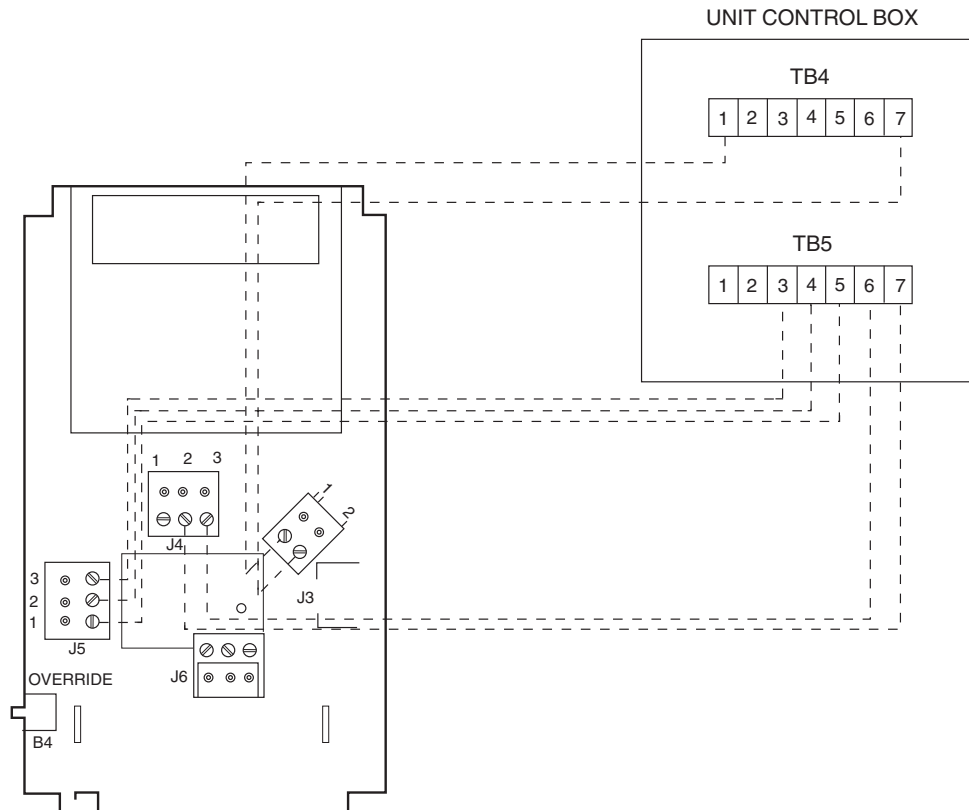 UNIT CONTROL BOX
TB4
1 2 3 4 5 6 7
TB5
1 2 3 4 5 6 7
1 2 3
J4
1
2
J3
3
2
1
J5
J6
OVERRIDE
B4